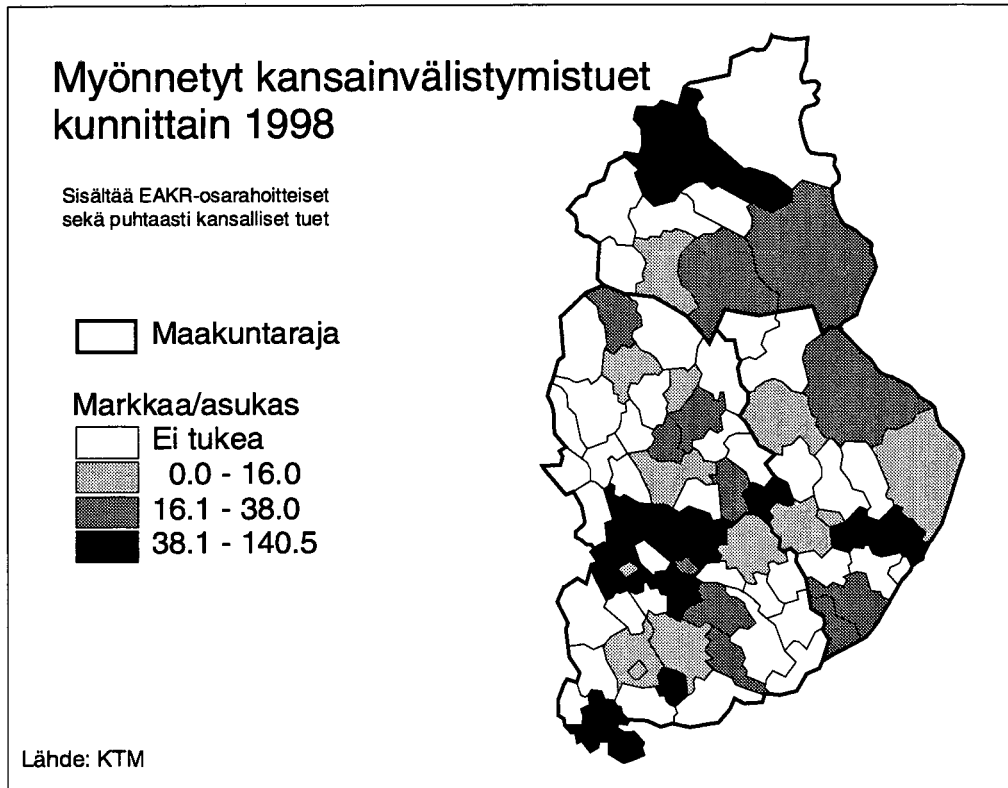 Myönnetyt kansainvälistymistuet
kunnittain 1998
Sisältää EAKR-osarahoitteiset
sekä puhtaasti kansalliset tuet
Maakuntaraja
Markkaa/asukas
Ei tukea
0.0 - 16.0
16.1 - 38.0
38.1 - 140.5
Lähde: KTM